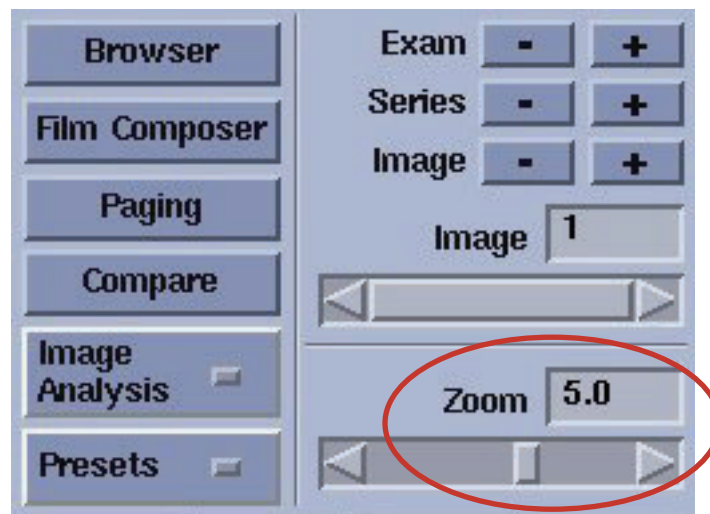 Browser
Film Composer
Paging
Compare
Image
Analysis
Presets
Exam - +
Series - +
Image - +
Image 1
Zoom 5.0